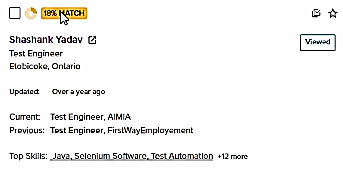 18% MATCH
Shashank Yadav
Viewed
Test Engineer
Etobicoke, Ontario
Updated: Over a year ago
Current: Test Engineer, AIMIA
Previous: Test Engineer, FirstWayEmployement
Top Skills: Java, Selenium Software, Test Automation +12 more